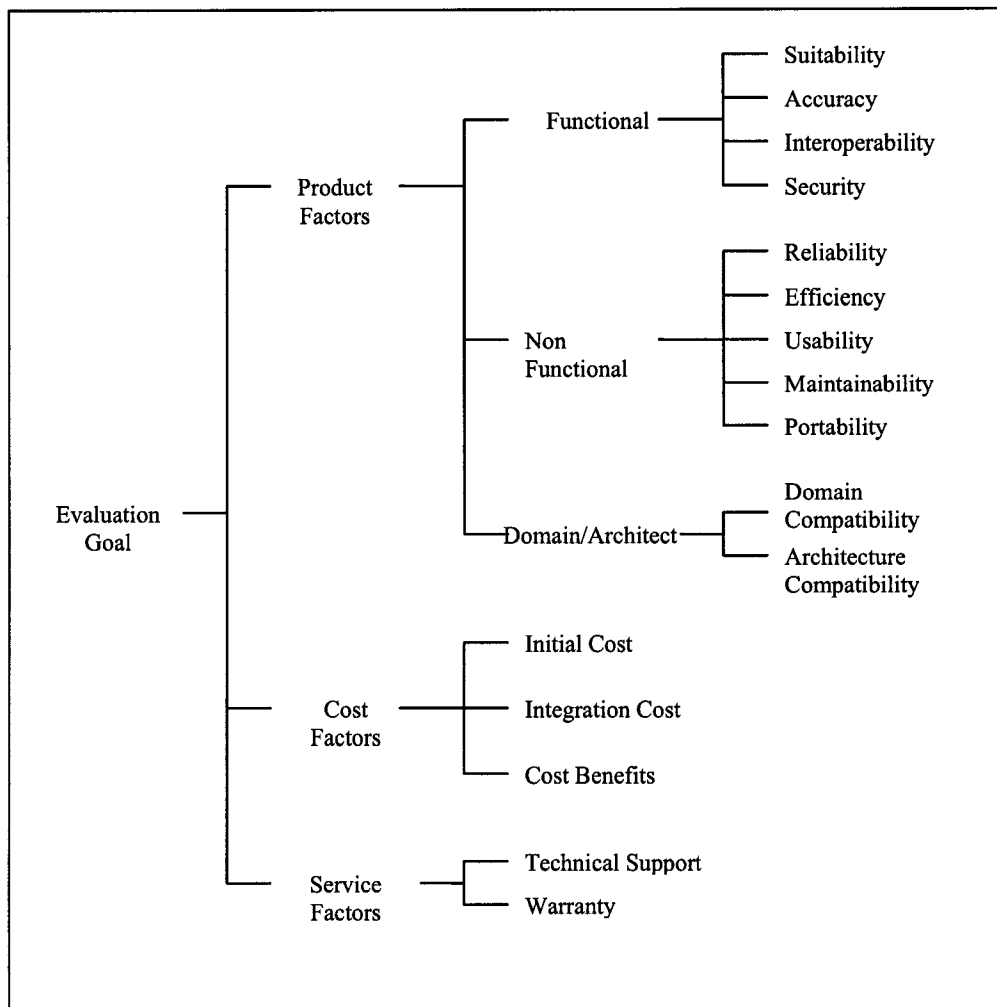 Suitability
Accuracy
Functional
Interoperability
Security
Product
Factors
Reliability
Efficiency
Non
Functional
Usability
Maintainability
Portability
Domain
Compatibility
Domain/Architect
Architecture
Compatibility
Evaluation
Goal
Initial Cost
Cost
Factors
Integration Cost
Cost Benefits
Technical Support
Service
Factors
Warranty